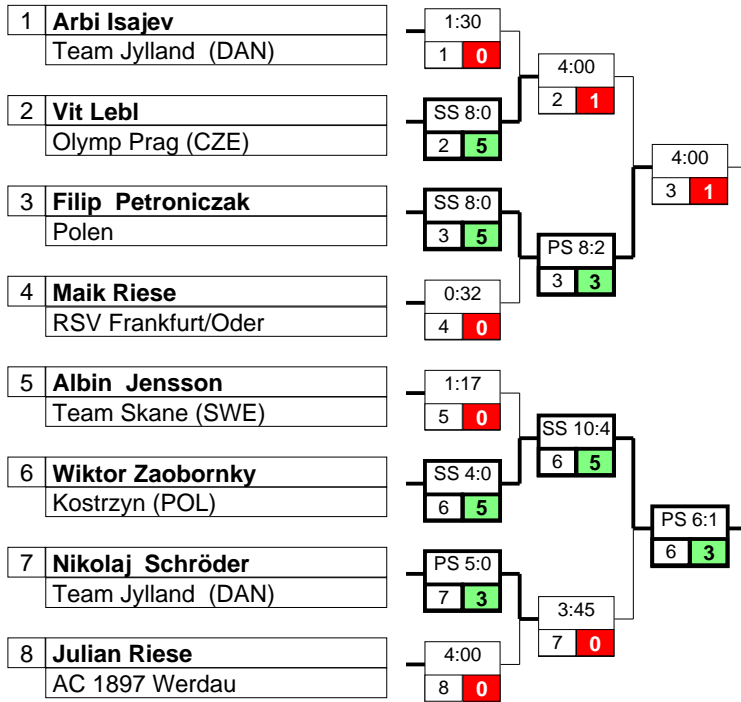 1 Arbi Isajev
Team Jylland (DAN)
1:30
1 0
4:00
2 1
2 Vit Lebl
Olymp Prag (CZE)
SS 8:0
2 5
4:00
3 1
3 Filip Petroniczak
Polen
SS 8:0
3 5
PS 8:2
3 3
4 Maik Riese
RSV Frankfurt/Oder
0:32
4 0
5 Albin Jensson
Team Skane (SWE)
1:17
5 0
SS 10:4
6 5
6 Wiktor Zaobornky
Kostrzyn (POL)
SS 4:0
6 5
PS 6:1
6 3
7 Nikolaj Schröder
Team Jylland (DAN)
PS 5:0
7 3
3:45
7 0
8 Julian Riese
AC 1897 Werdau
4:00
8 0